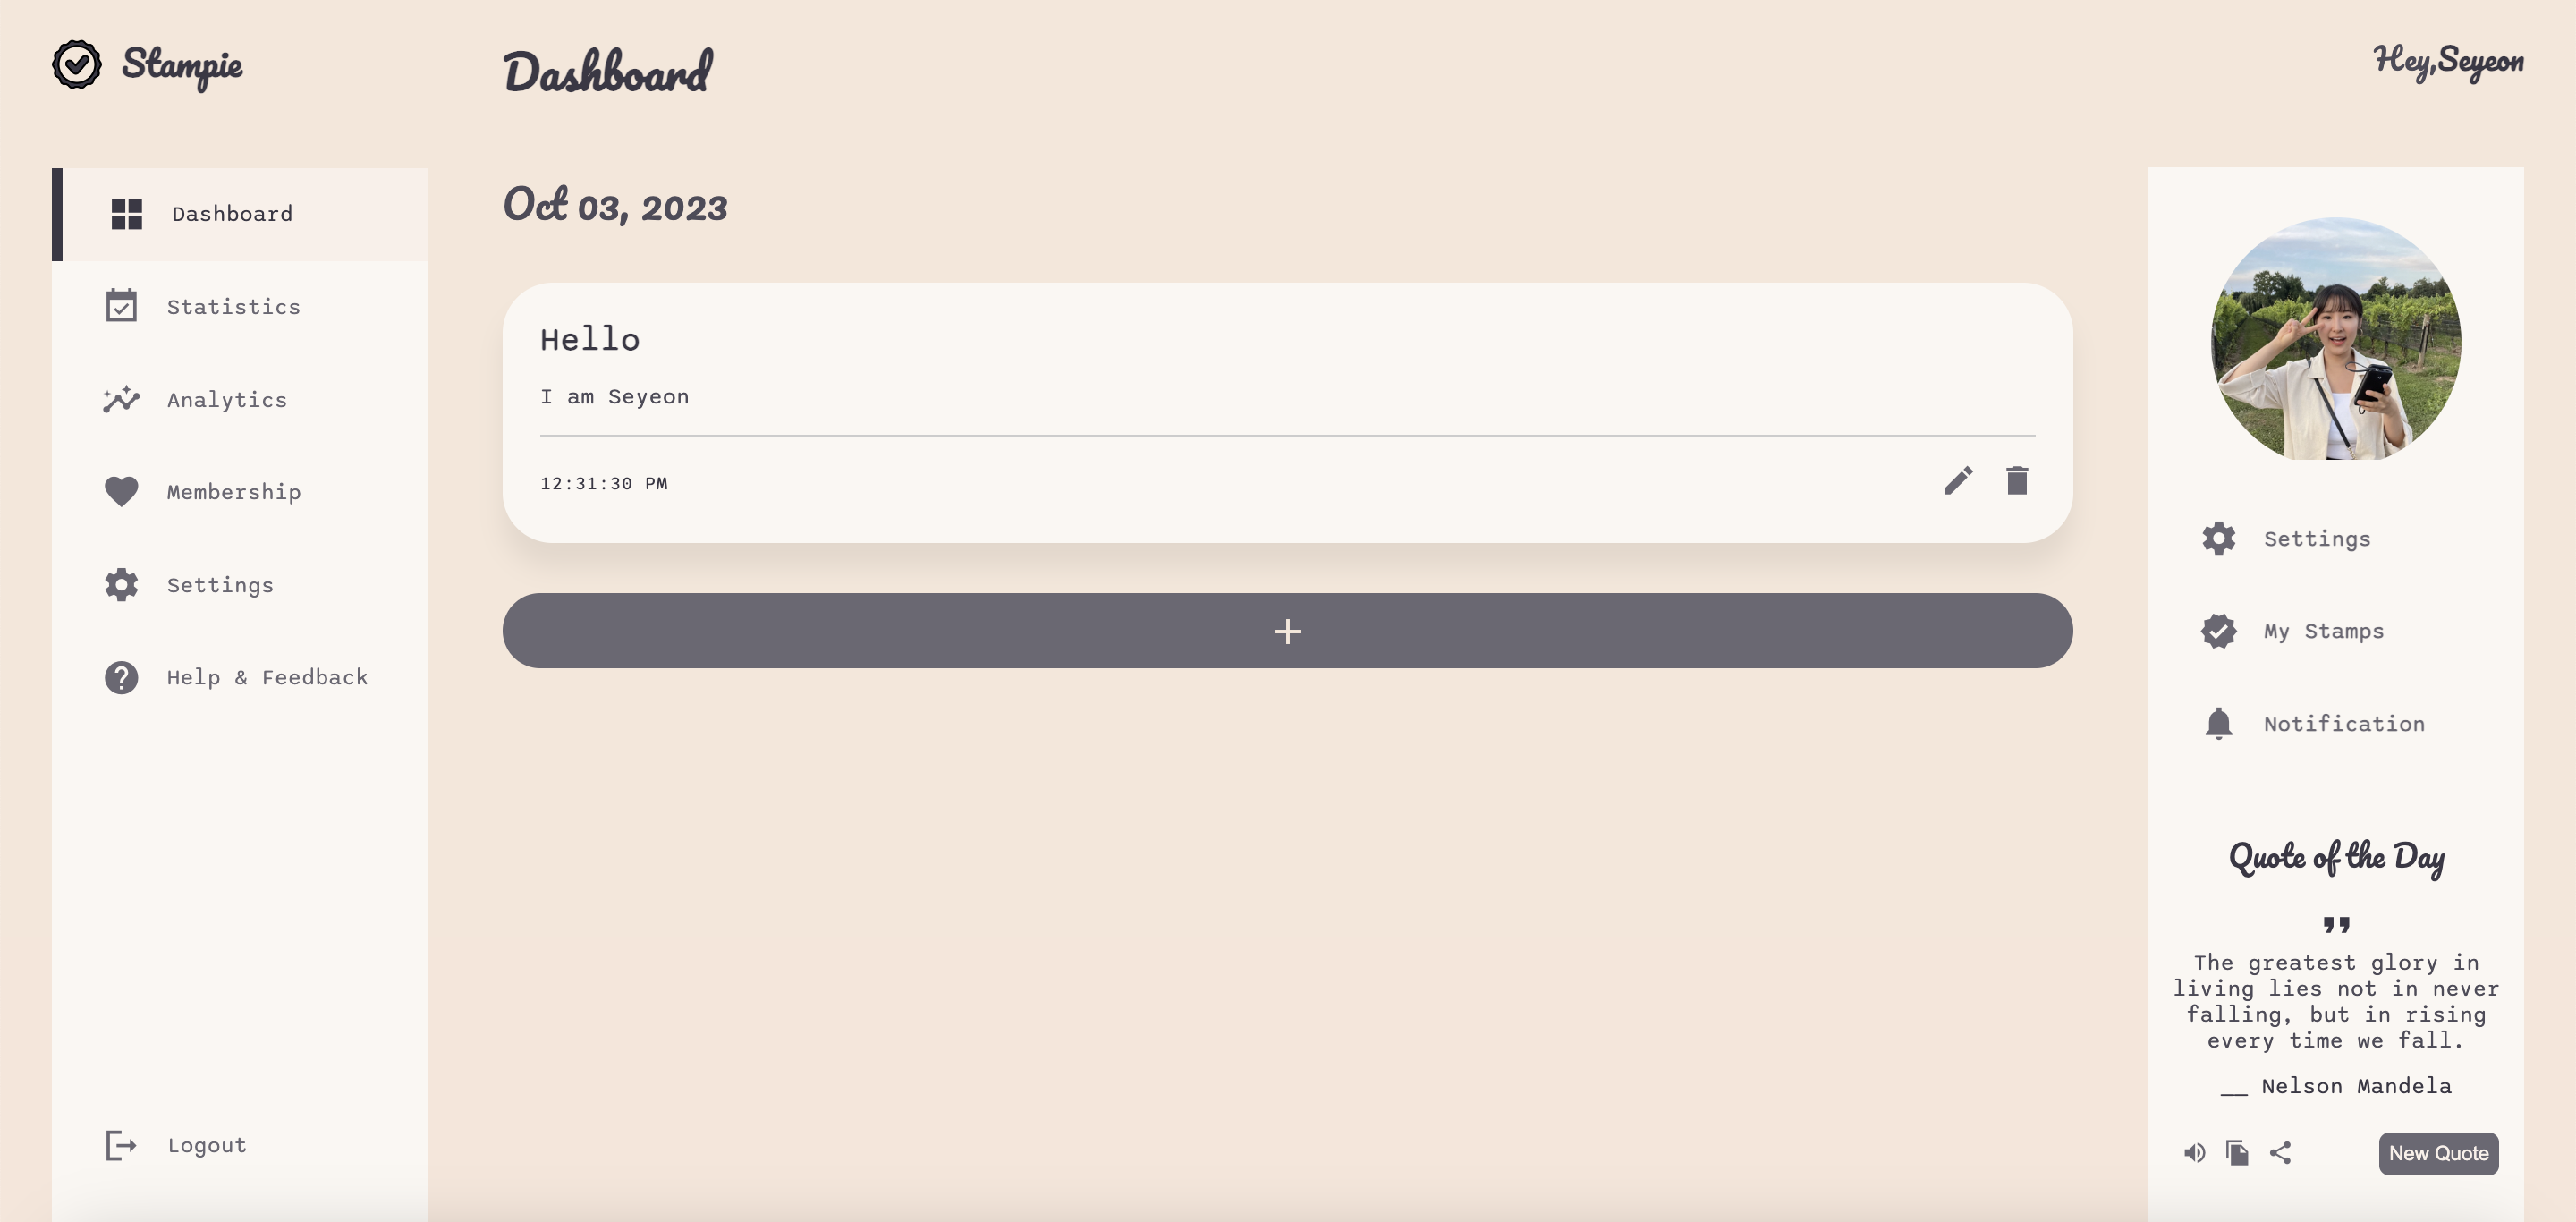 Stampie
Dashboard
Hey,Seyeon
Dashboard
Statistics
Analytics
Membership
Settings
Help & Feedback
Logout
Oct 03, 2023
Hello
I am Seyeon
12:31:30 PM
+
Settings
My Stamps
Notification
Quote of the Day
”
The greatest glory in
living lies not in never
falling, but in rising
every time we fall.
__ Nelson Mandela
New Quote